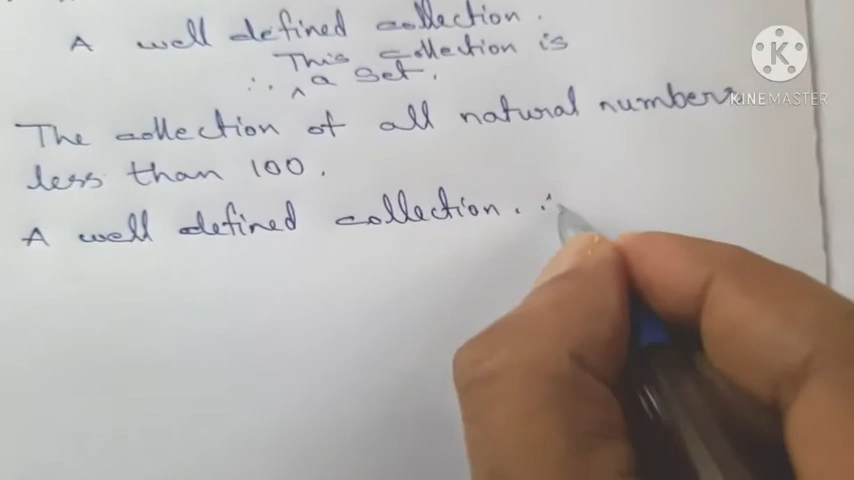 A well defined collection.
This collection is
∴ ^ a set.
The collection of all natural numbers
less than 100.
A well defined collection. ∴
K
KINEMASTER